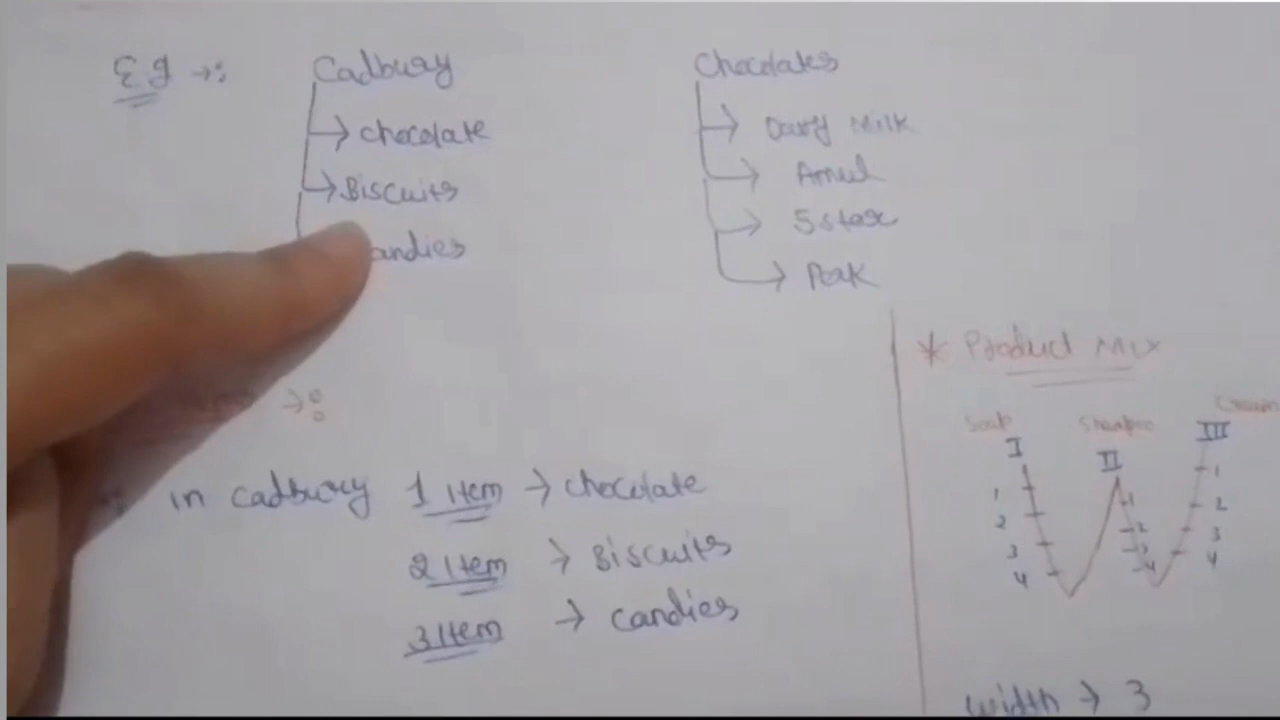 Eg →: Cadbury
→ chocolate
→ Biscuits
andies
Chocolates
→ Dairy Milk
→ Amul
→ 5 star
→ Perk
→:
in cadbury 1 item → chocolate
2 Item → Biscuits
3 Item → candies
* Product Mix
Soap
I
1
2
3
4
Shampoo
II
1
2
3
4
Cream
III
1
2
3
4
width → 3